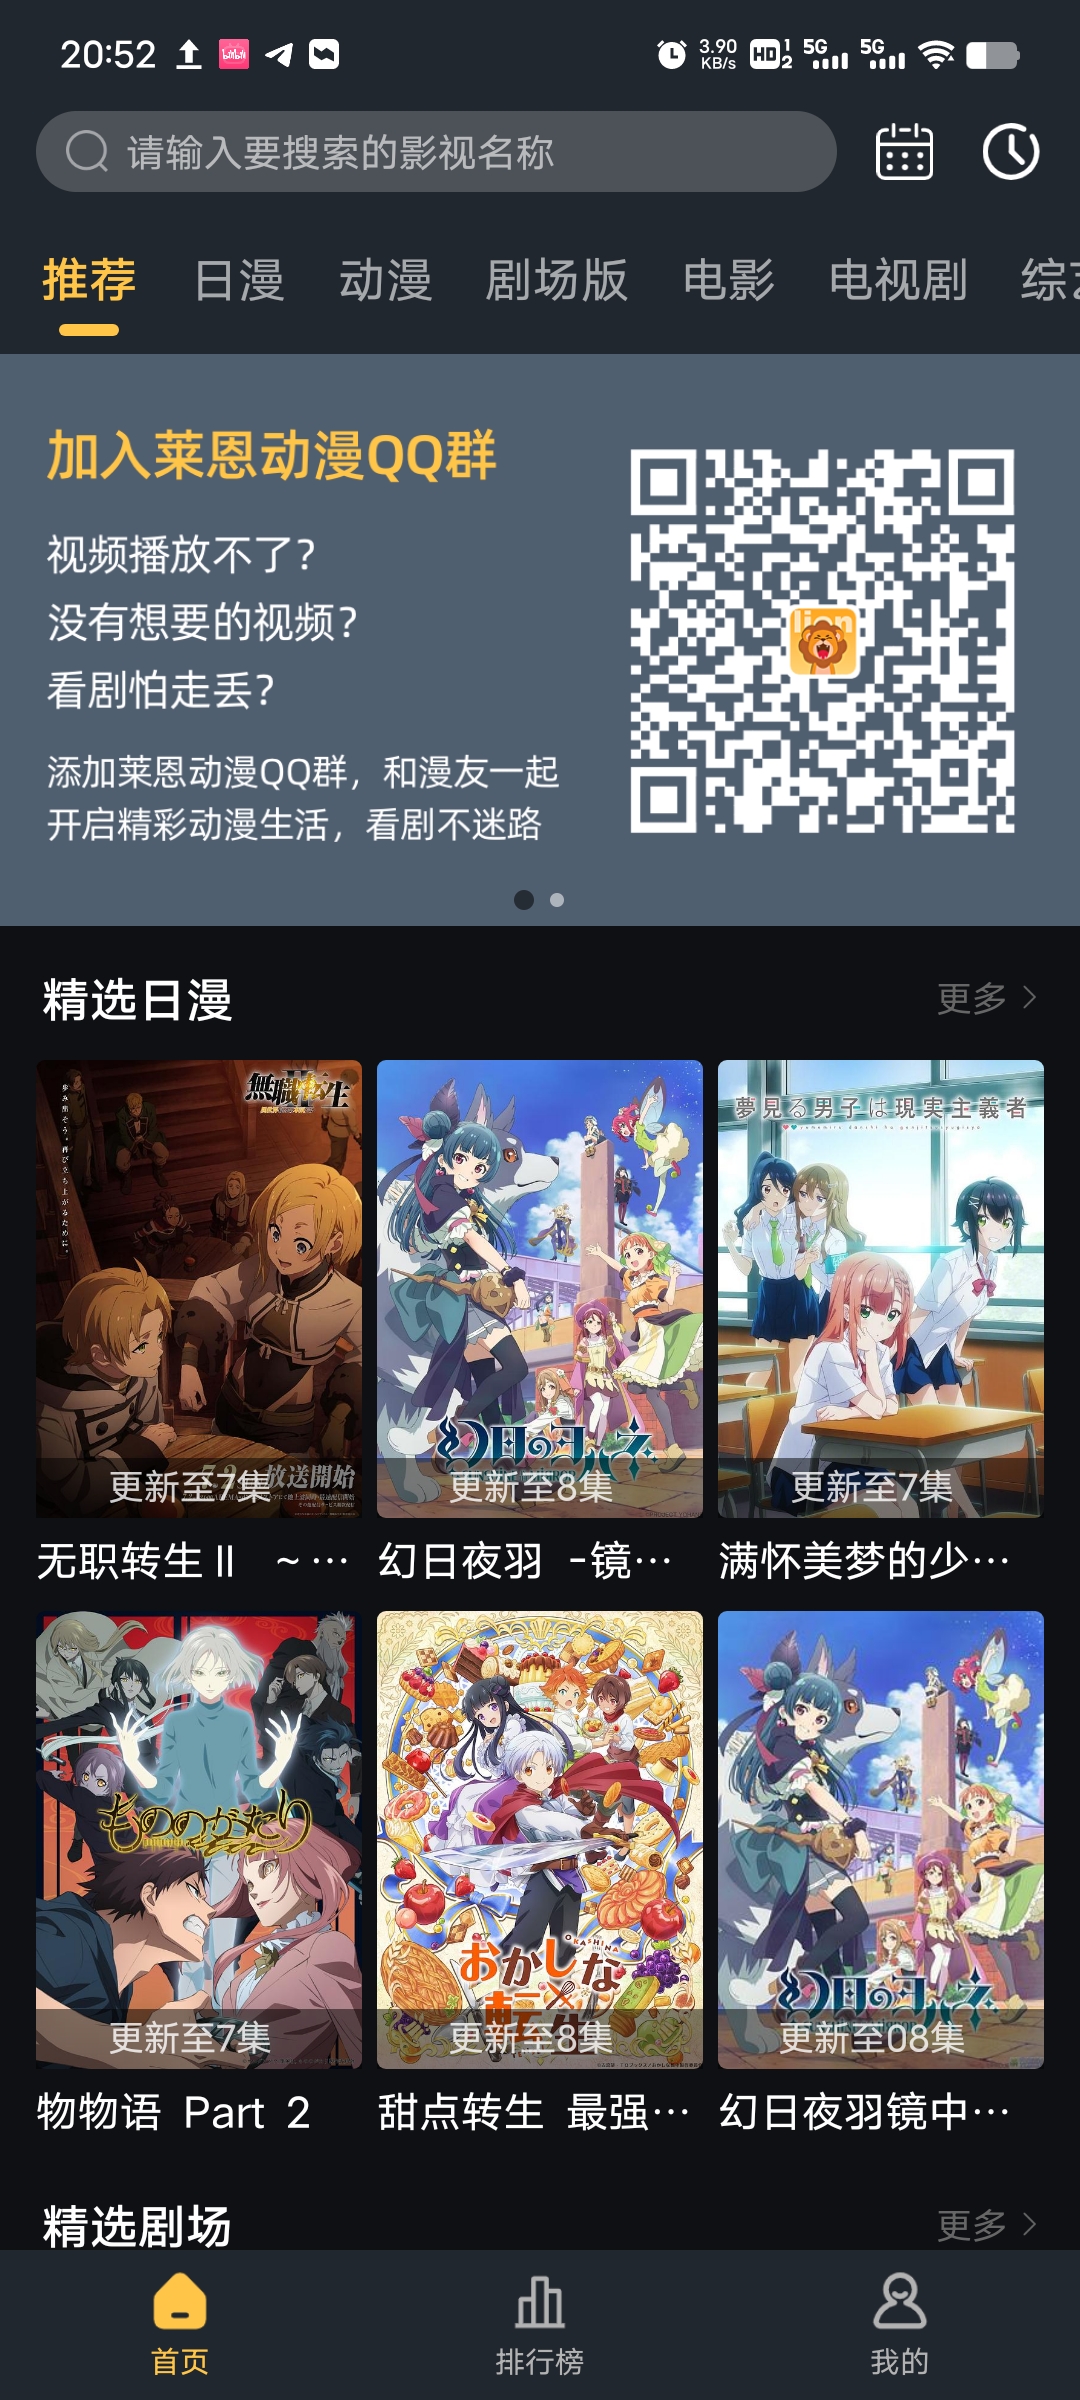 20:52
3.90 KB/s
HD 1 2
5G
5G
请输入要搜索的影视名称
推荐
日漫
动漫
剧场版
电影
电视剧
综艺
加入莱恩动漫QQ群
视频播放不了？
没有想要的视频？
看剧怕走丢？
添加莱恩动漫QQ群，和漫友一起
开启精彩动漫生活，看剧不迷路
lion
精选日漫
更多
無職転生
放送開始
更新至7集
幻日のヨハネ
更新至8集
夢見る男子は現実主義者
更新至7集
无职转生Ⅱ ～…
幻日夜羽 -镜…
满怀美梦的少…
もののがたり
更新至7集
OKASHINA
おかしな
転生
更新至8集
幻日のヨハネ
更新至08集
物物语 Part 2
甜点转生 最强…
幻日夜羽镜中…
精选剧场
更多
首页
排行榜
我的